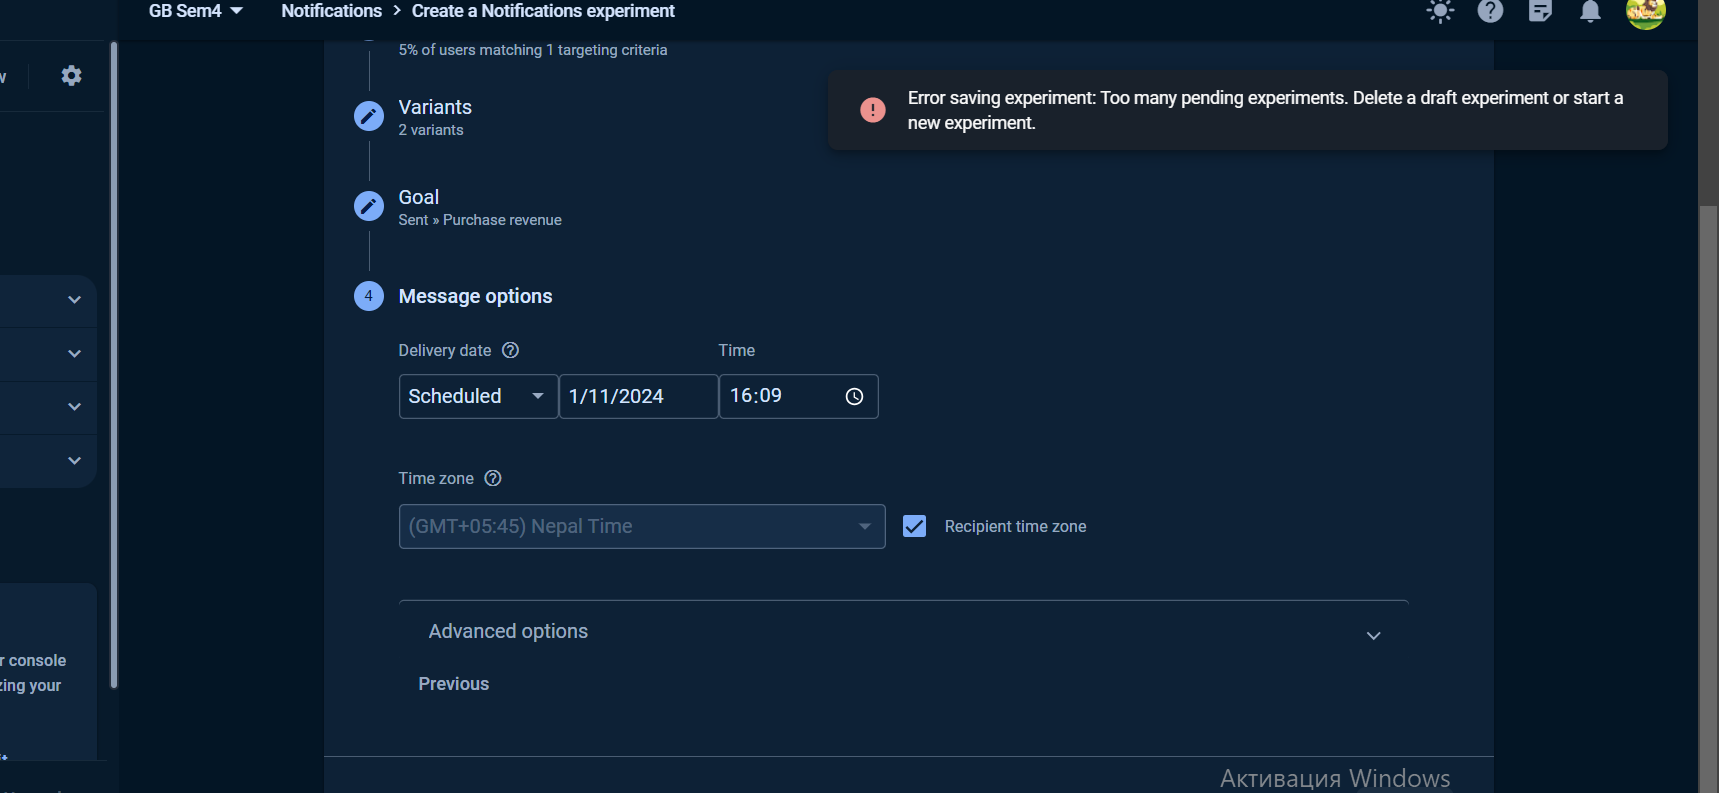 GB Sem4
Notifications > Create a Notifications experiment
5% of users matching 1 targeting criteria
Error saving experiment: Too many pending experiments. Delete a draft experiment or start a
new experiment.
Variants
2 variants
Goal
Sent » Purchase revenue
4
Message options
Delivery date
Time
Scheduled
1/11/2024
16:09
Time zone
(GMT+05:45) Nepal Time
Recipient time zone
Advanced options
Previous
r console
zing your
Активация Windows